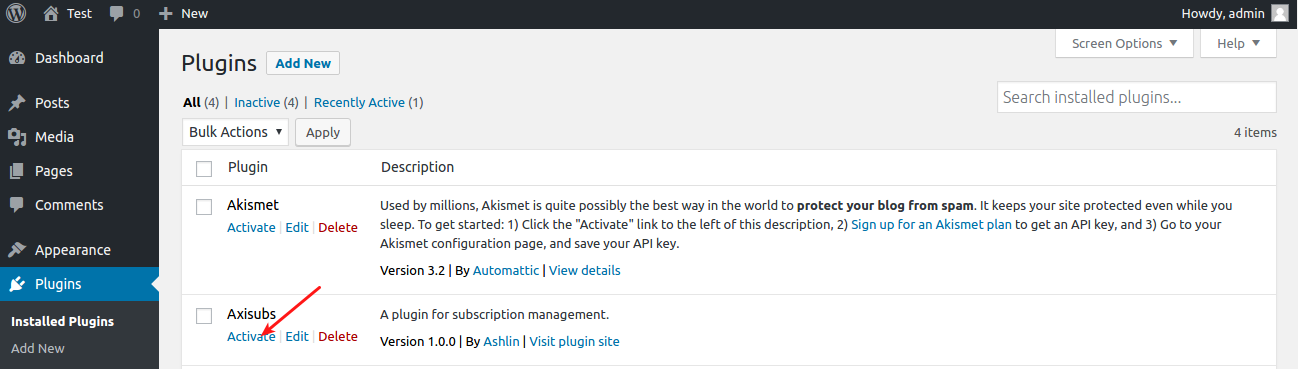 Test 0 New Howdy, admin
Dashboard
Posts
Media
Pages
Comments
Appearance
Plugins
Installed Plugins
Add New
Screen Options ▼ Help ▼
Plugins Add New
All (4) | Inactive (4) | Recently Active (1)
Search installed plugins...
Bulk Actions ▼ Apply
4 items
Plugin Description
Akismet
Activate | Edit | Delete
Used by millions, Akismet is quite possibly the best way in the world to protect your blog from spam. It keeps your site protected even while you
sleep. To get started: 1) Click the "Activate" link to the left of this description, 2) Sign up for an Akismet plan to get an API key, and 3) Go to your
Akismet configuration page, and save your API key.
Version 3.2 | By Automattic | View details
Axisubs
Activate | Edit | Delete
A plugin for subscription management.
Version 1.0.0 | By Ashlin | Visit plugin site